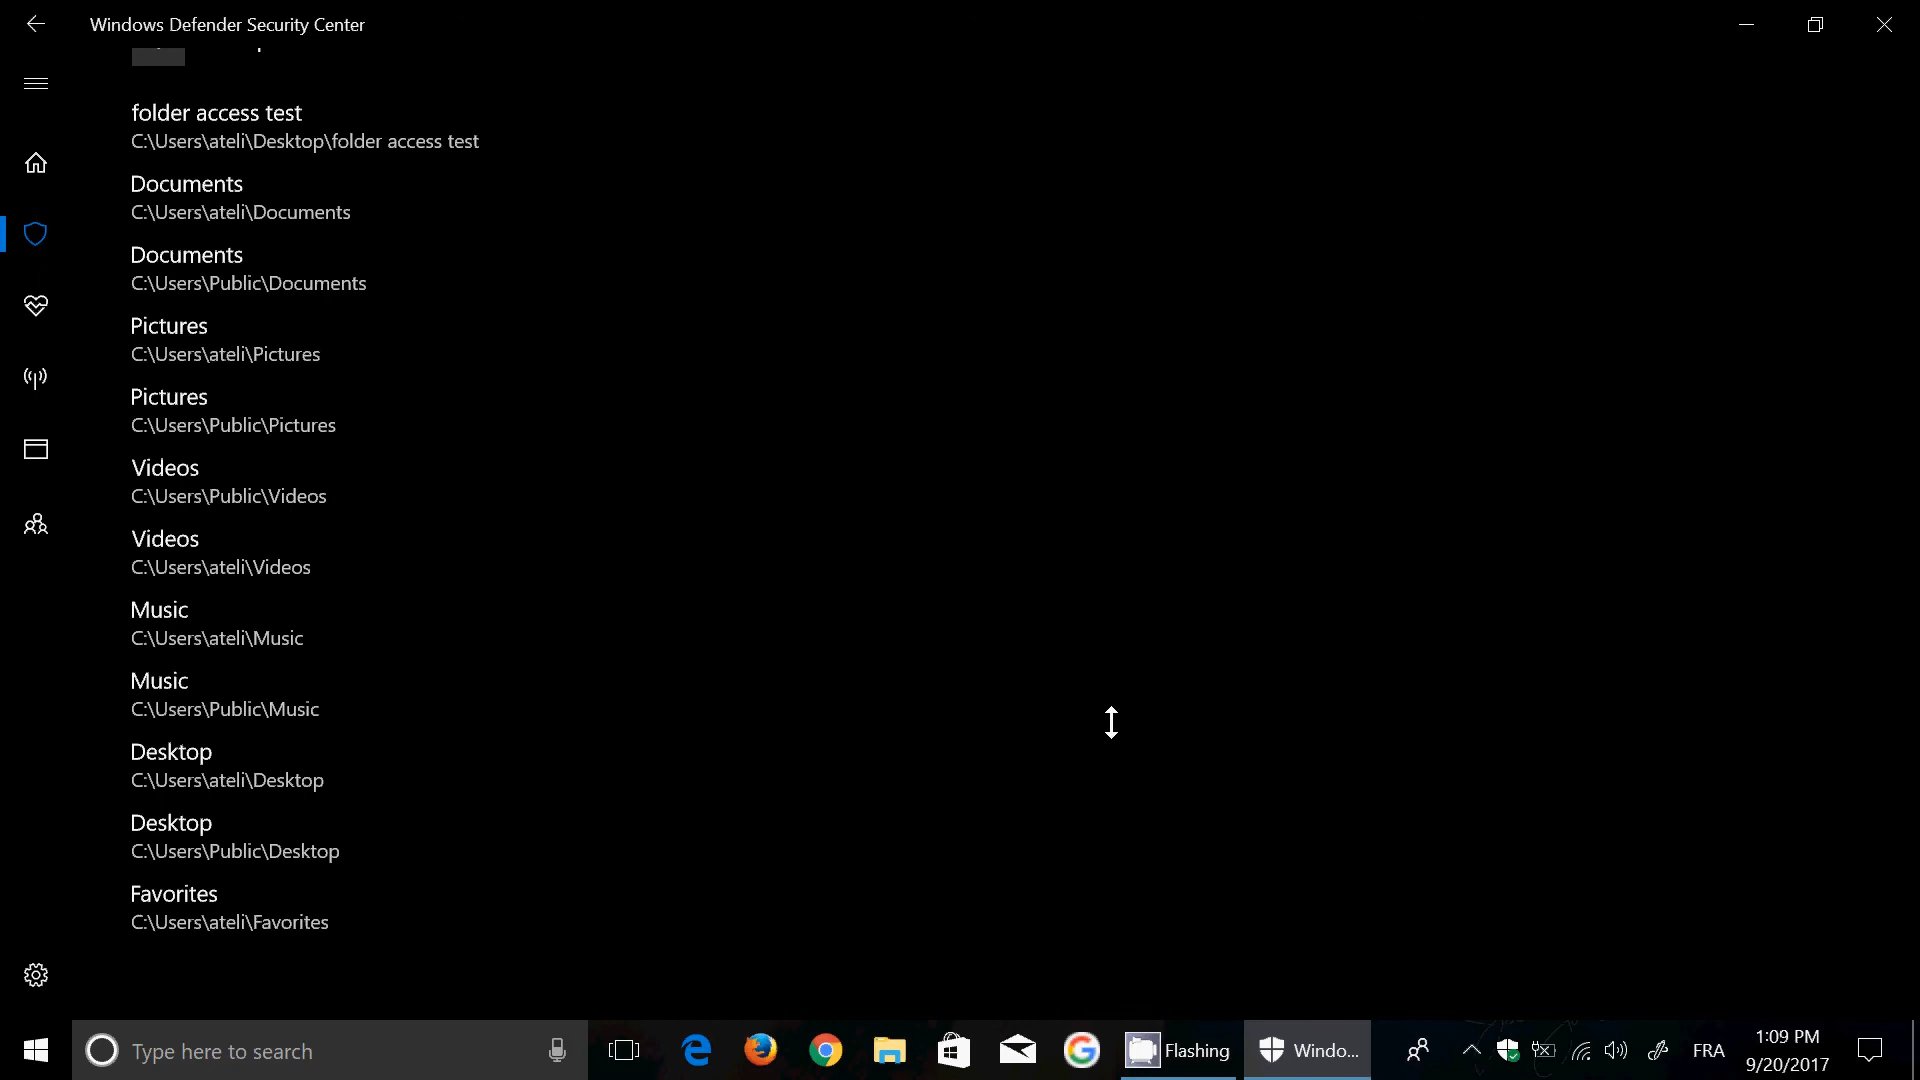 Windows Defender Security Center
folder access test
C:\Users\ateli\Desktop\folder access test
Documents
C:\Users\ateli\Documents
Documents
C:\Users\Public\Documents
Pictures
C:\Users\ateli\Pictures
Pictures
C:\Users\Public\Pictures
Videos
C:\Users\Public\Videos
Videos
C:\Users\ateli\Videos
Music
C:\Users\ateli\Music
Music
C:\Users\Public\Music
Desktop
C:\Users\ateli\Desktop
Desktop
C:\Users\Public\Desktop
Favorites
C:\Users\ateli\Favorites
Type here to search
Flashing
Windo...
FRA
1:09 PM
9/20/2017